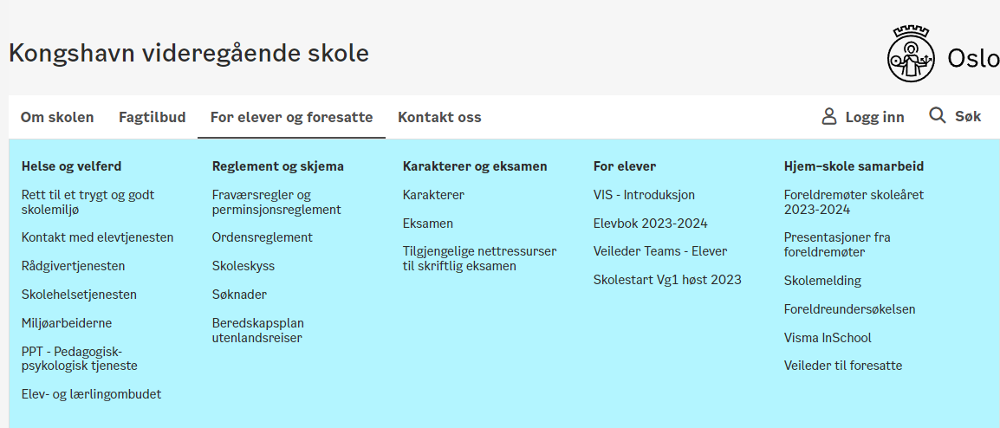 Kongshavn videregående skole
Oslo
Om skolen
Fagtilbud
For elever og foresatte
Kontakt oss
Logg inn
Søk
Helse og velferd
Rett til et trygt og godt
skolemiljø
Kontakt med elevtjenesten
Rådgivertjenesten
Skolehelsetjenesten
Miljøarbeiderne
PPT - Pedagogisk-
psykologisk tjeneste
Elev- og lærlingombudet
Reglement og skjema
Fraværsregler og
perminsjonsreglement
Ordensreglement
Skoleskyss
Søknader
Beredskapsplan
utenlandsreiser
Karakterer og eksamen
Karakterer
Eksamen
Tilgjengelige nettressurser
til skriftlig eksamen
For elever
VIS - Introduksjon
Elevbok 2023-2024
Veileder Teams - Elever
Skolestart Vg1 høst 2023
Hjem-skole samarbeid
Foreldremøter skoleåret
2023-2024
Presentasjoner fra
foreldremøter
Skolemelding
Foreldreundersøkelsen
Visma InSchool
Veileder til foresatte